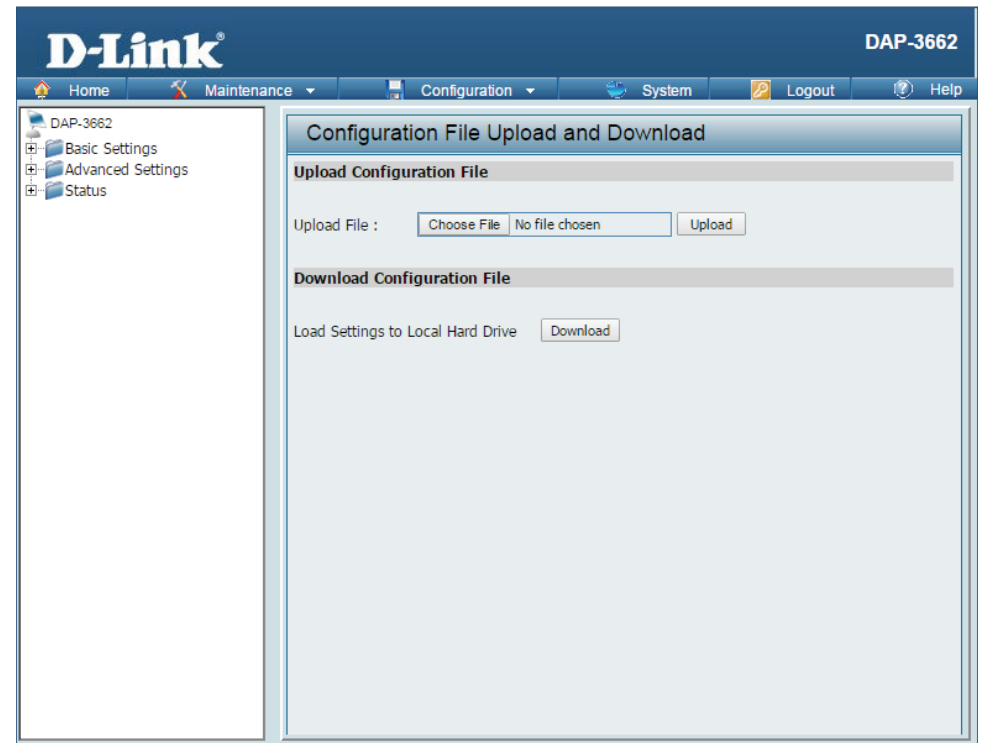 D-Link®
DAP-3662
Home Maintenance Configuration System Logout Help
DAP-3662
Basic Settings
Advanced Settings
Status
Configuration File Upload and Download
Upload Configuration File
Upload File : Choose File No file chosen Upload
Download Configuration File
Load Settings to Local Hard Drive Download